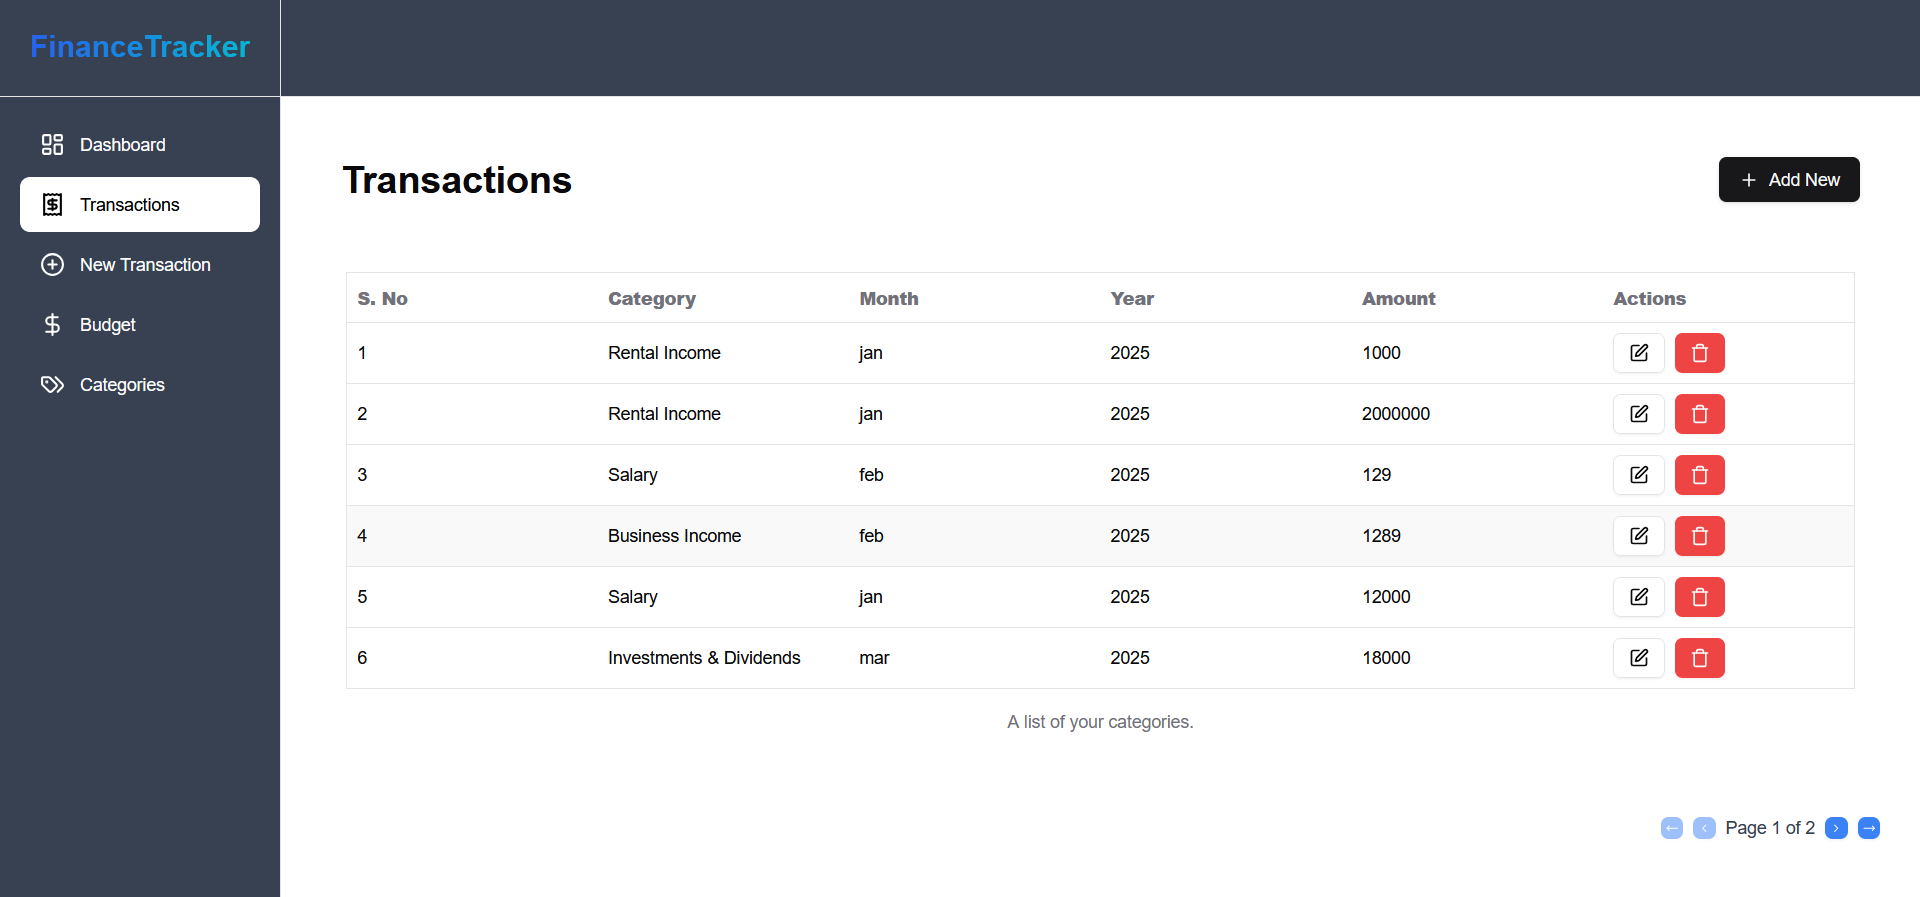 FinanceTracker
Dashboard
Transactions
New Transaction
Budget
Categories
Transactions
Add New
S. No Category Month Year Amount Actions
1 Rental Income jan 2025 1000
2 Rental Income jan 2025 2000000
3 Salary feb 2025 129
4 Business Income feb 2025 1289
5 Salary jan 2025 12000
6 Investments & Dividends mar 2025 18000
A list of your categories.
Page 1 of 2